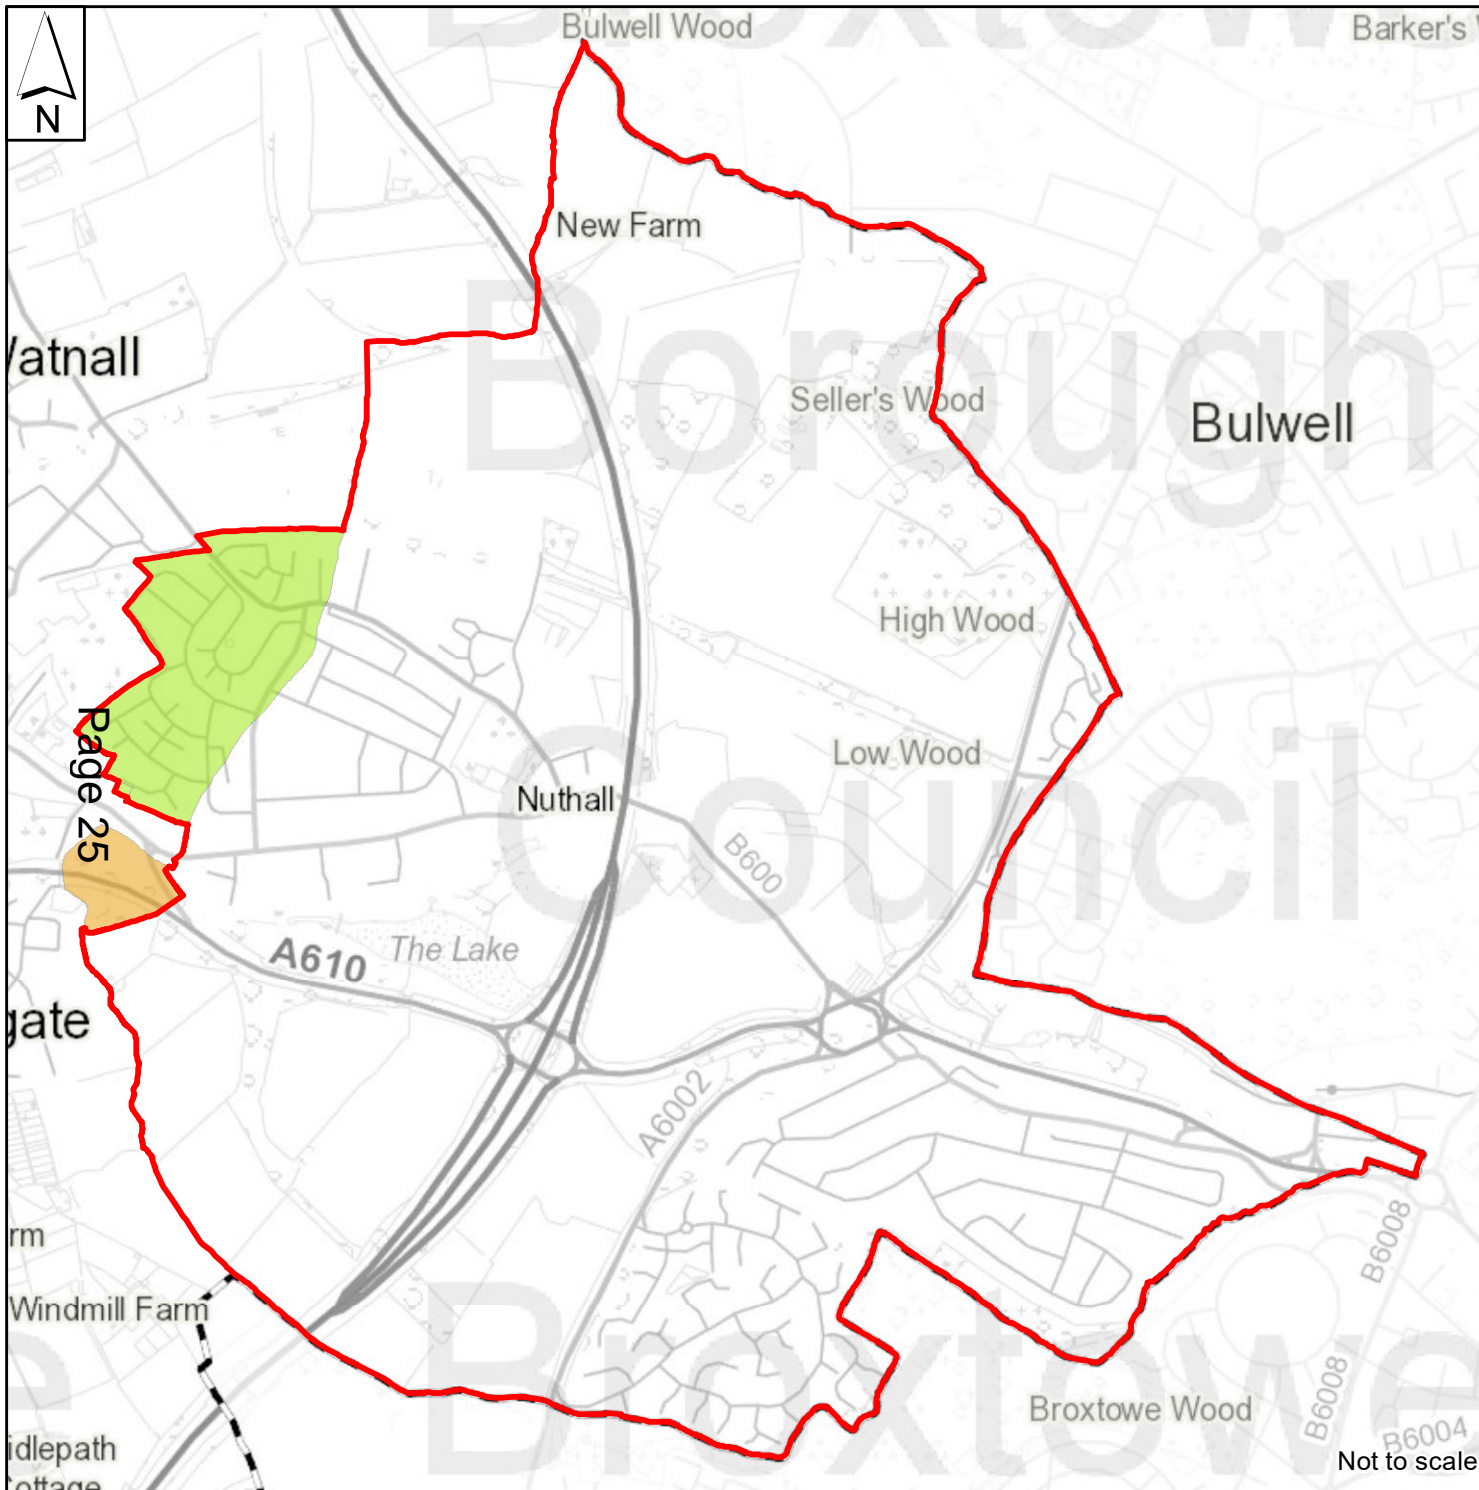 Broxtowe
Bulwell Wood
Barker's
N
New Farm
Borough
Watnall
Seller's Wood
Bulwell
High Wood
Page 25
Low Wood
Council
Nuthall
B600
A610
The Lake
gate
A6002
B6008
rm
Windmill Farm
e
Broxtowe
Broxtowe Wood
B6008
B6004
idlepath
Cottage
Not to scale